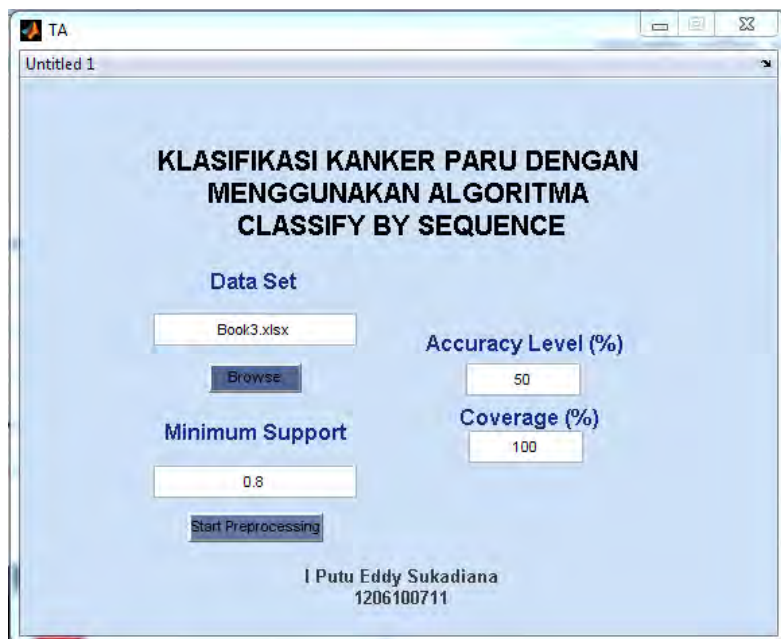 TA
Untitled 1
KLASIFIKASI KANKER PARU DENGAN
MENGGUNAKAN ALGORITMA
CLASSIFY BY SEQUENCE
Data Set
Book3.xlsx
Browse
Minimum Support
0.8
Start Preprocessing
Accuracy Level (%)
50
Coverage (%)
100
I Putu Eddy Sukadiana
1206100711